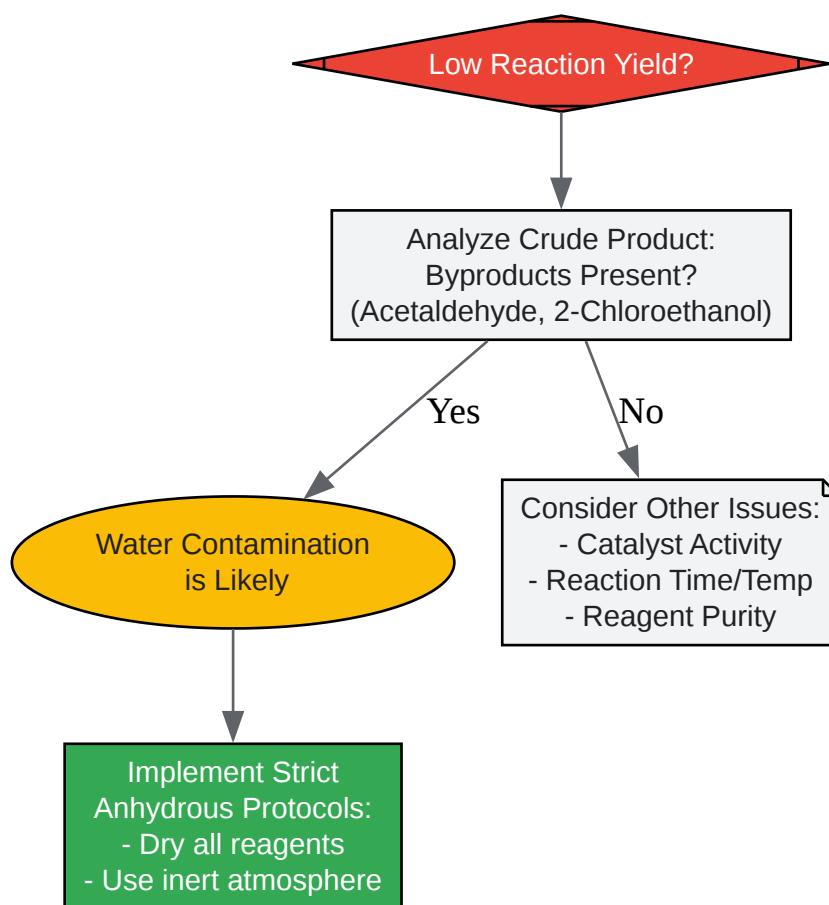 Low Reaction Yield?
Analyze Crude Product:
Byproducts Present?
(Acetaldehyde, 2-Chloroethanol)
Yes
No
Water Contamination
is Likely
Consider Other Issues:
- Catalyst Activity
- Reaction Time/Temp
- Reagent Purity
Implement Strict
Anhydrous Protocols:
- Dry all reagents
- Use inert atmosphere